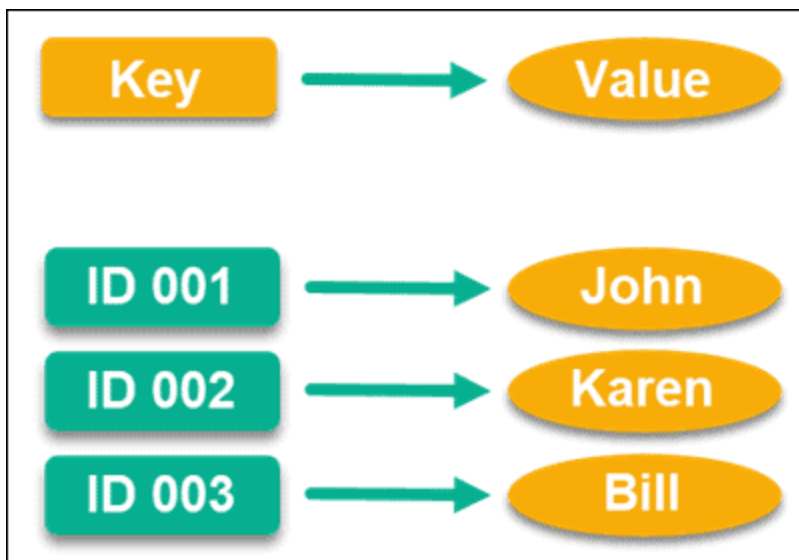 Key Value
ID 001 John
ID 002 Karen
ID 003 Bill